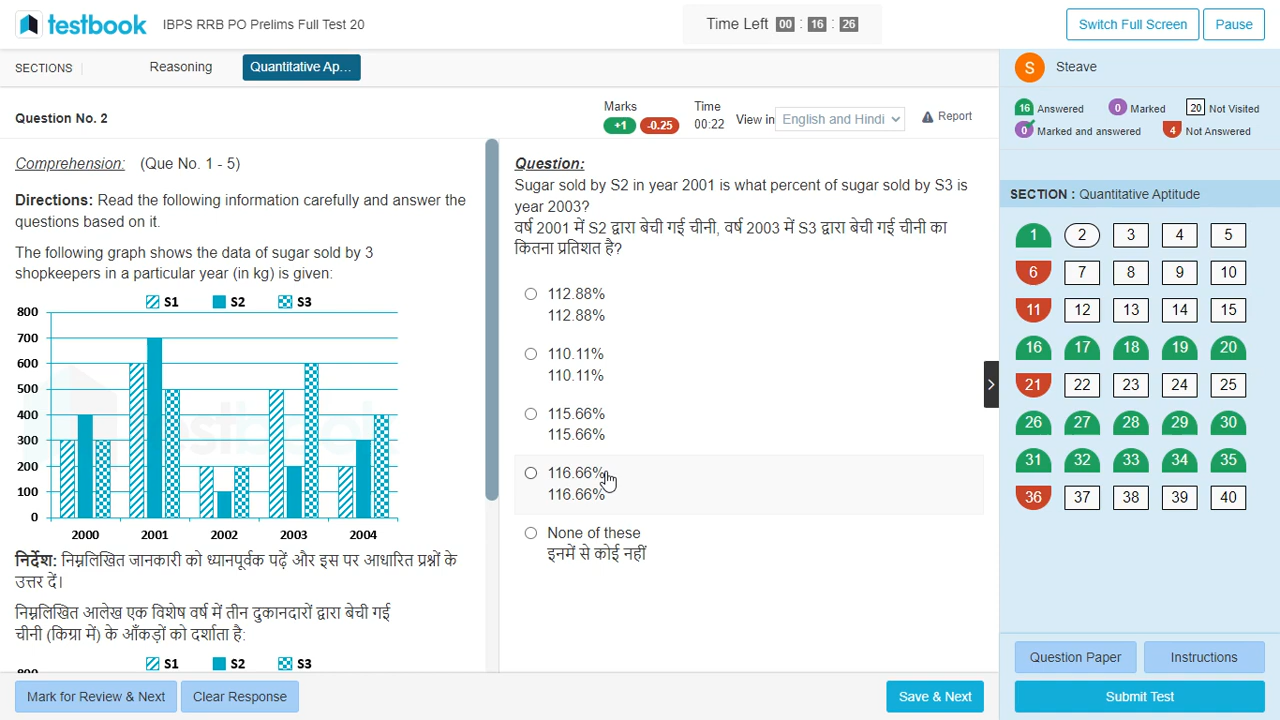 testbook
IBPS RRB PO Prelims Full Test 20
Time Left 00 : 16 : 26
Switch Full Screen
Pause
SECTIONS
Reasoning
Quantitative Ap...
S
Steave
16 Answered
0 Marked
20 Not Visited
0 Marked and answered
4 Not Answered
Question No. 2
Marks
+1 -0.25
Time
00:22
View in English and Hindi
Report
Comprehension: (Que No. 1 - 5)
Directions: Read the following information carefully and answer the
questions based on it.
The following graph shows the data of sugar sold by 3
shopkeepers in a particular year (in kg) is given:
S1 S2 S3
800
700
600
500
400
300
200
100
0
2000 2001 2002 2003 2004
testbook
निर्देश: निम्नलिखित जानकारी को ध्यानपूर्वक पढ़ें और इस पर आधारित प्रश्नों के
उत्तर दें।
निम्नलिखित आलेख एक विशेष वर्ष में तीन दुकानदारों द्वारा बेची गई
चीनी (किग्रा में) के आँकड़ों को दर्शाता है:
S1 S2 S3
800
Question:
Sugar sold by S2 in year 2001 is what percent of sugar sold by S3 is
year 2003?
वर्ष 2001 में S2 द्वारा बेची गई चीनी, वर्ष 2003 में S3 द्वारा बेची गई चीनी का
कितना प्रतिशत है?
112.88%
112.88%
110.11%
110.11%
115.66%
115.66%
116.66%
116.66%
None of these
इनमें से कोई नहीं
SECTION : Quantitative Aptitude
1 2 3 4 5
6 7 8 9 10
11 12 13 14 15
16 17 18 19 20
21 22 23 24 25
26 27 28 29 30
31 32 33 34 35
36 37 38 39 40
Question Paper
Instructions
Mark for Review & Next
Clear Response
Save & Next
Submit Test